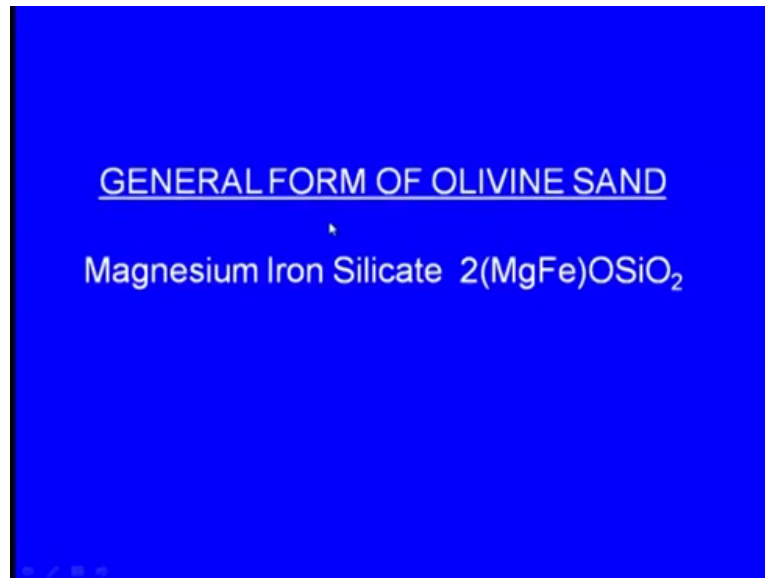 GENERAL FORM OF OLIVINE SAND
Magnesium Iron Silicate 2(MgFe)OSiO₂